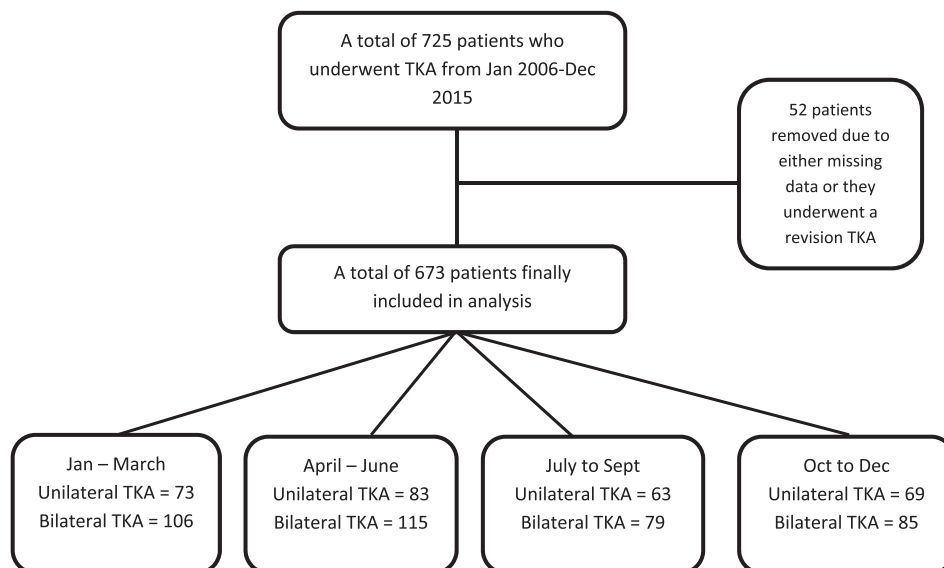 A total of 725 patients who
underwent TKA from Jan 2006-Dec
2015
52 patients
removed due to
either missing
data or they
underwent a
revision TKA
A total of 673 patients finally
included in analysis
Jan – March
Unilateral TKA = 73
Bilateral TKA = 106
April – June
Unilateral TKA = 83
Bilateral TKA = 115
July to Sept
Unilateral TKA = 63
Bilateral TKA = 79
Oct to Dec
Unilateral TKA = 69
Bilateral TKA = 85